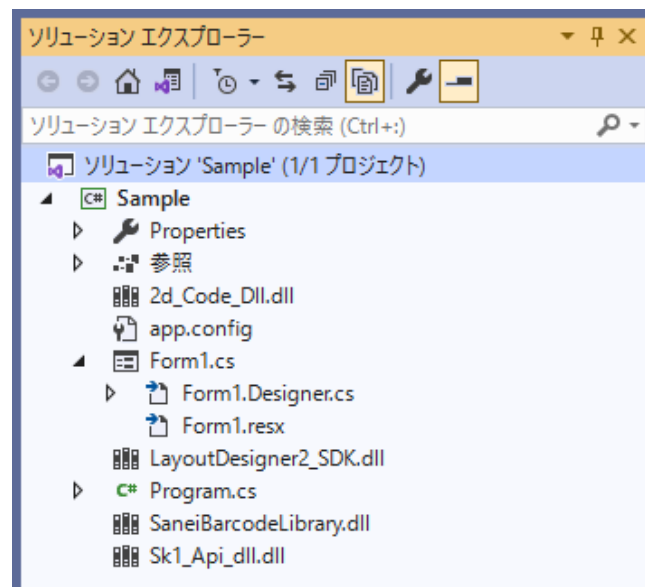 ソリューション エクスプローラー
ソリューション エクスプローラー の検索 (Ctrl+:)
ソリューション 'Sample' (1/1 プロジェクト)
C# Sample
Properties
参照
2d_Code_Dll.dll
app.config
Form1.cs
Form1.Designer.cs
Form1.resx
LayoutDesigner2_SDK.dll
C# Program.cs
SaneiBarcodeLibrary.dll
Sk1_Api_dll.dll